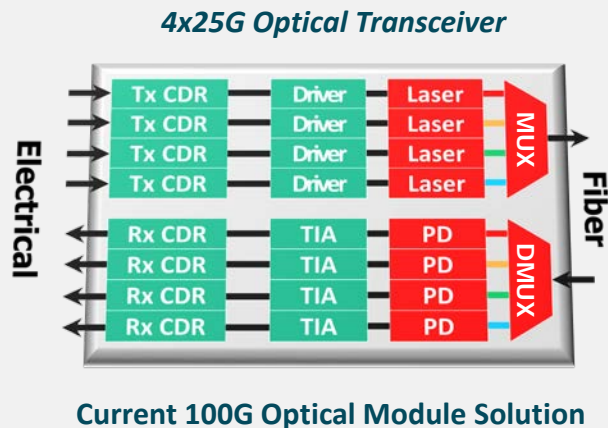 4x25G Optical Transceiver
Electrical
Tx CDR Driver Laser
Tx CDR Driver Laser
Tx CDR Driver Laser
Tx CDR Driver Laser
MUX
Rx CDR TIA PD
Rx CDR TIA PD
Rx CDR TIA PD
Rx CDR TIA PD
DMUX
Fiber
Current 100G Optical Module Solution